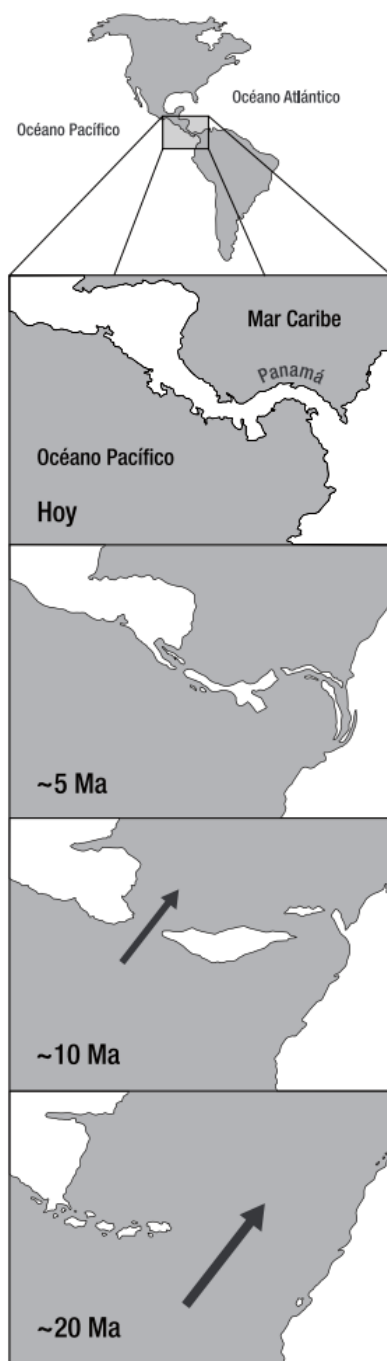 Océano Atlántico
Océano Pacífico
Mar Caribe
Panamá
Océano Pacífico
Hoy
~5 Ma
~10 Ma
~20 Ma